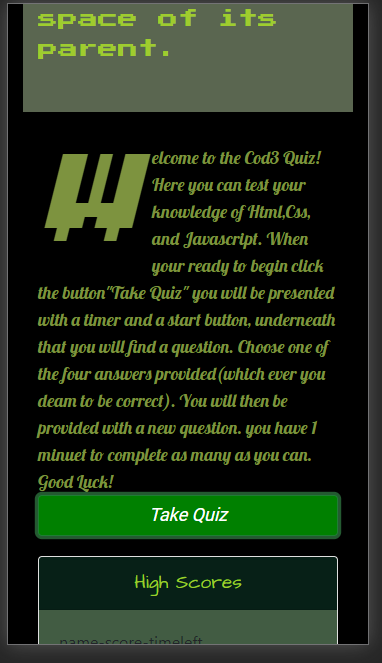 space of its
parent.
Welcome to the Cod3 Quiz!
Here you can test your
knowledge of Html,Css,
and Javascript. When
your ready to begin click
the button"Take Quiz" you will be presented
with a timer and a start button, underneath
that you will find a question. Choose one of
the four answers provided(which ever you
deam to be correct). You will then be
provided with a new question. you have 1
minuet to complete as many as you can.
Good Luck!
Take Quiz
High Scores
name-score-timeleft